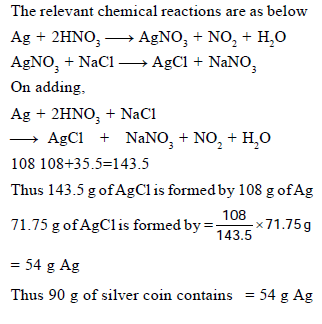 The relevant chemical reactions are as below
Ag + 2HNO₃ ⟶ AgNO₃ + NO₂ + H₂O
AgNO₃ + NaCl ⟶ AgCl + NaNO₃
On adding,
Ag + 2HNO₃ + NaCl
⟶ AgCl + NaNO₃ + NO₂ + H₂O
108 108+35.5=143.5
Thus 143.5 g of AgCl is formed by 108 g of Ag
71.75 g of AgCl is formed by = 108/143.5 ×71.75g
= 54 g Ag
Thus 90 g of silver coin contains = 54 g Ag